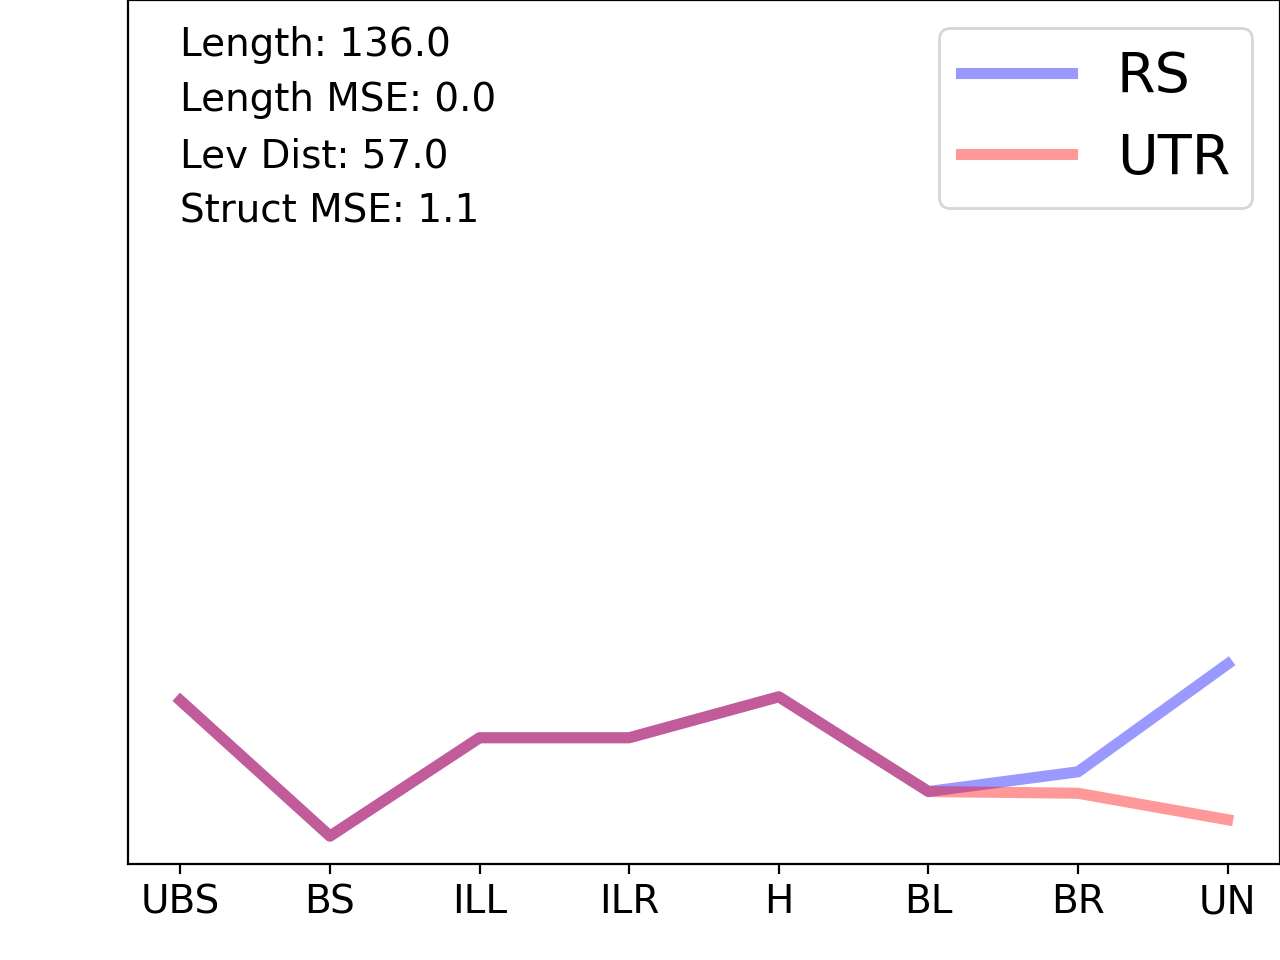 Length: 136.0
Length MSE: 0.0
Lev Dist: 57.0
Struct MSE: 1.1
RS
UTR
UBS BS ILL ILR H BL BR UN